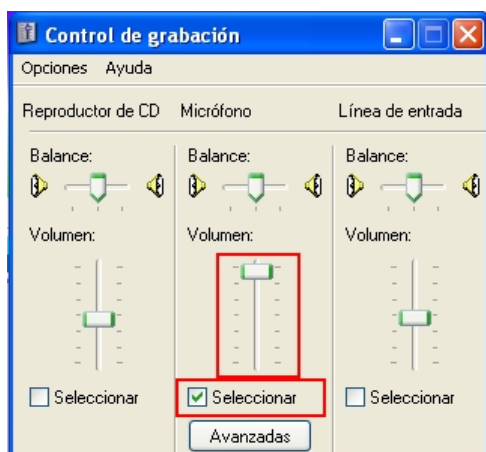 Control de grabación
Opciones Ayuda
Reproductor de CD Micrófono Línea de entrada
Balance: Balance: Balance:
Volumen: Volumen: Volumen:
Seleccionar Seleccionar Seleccionar
Avanzadas